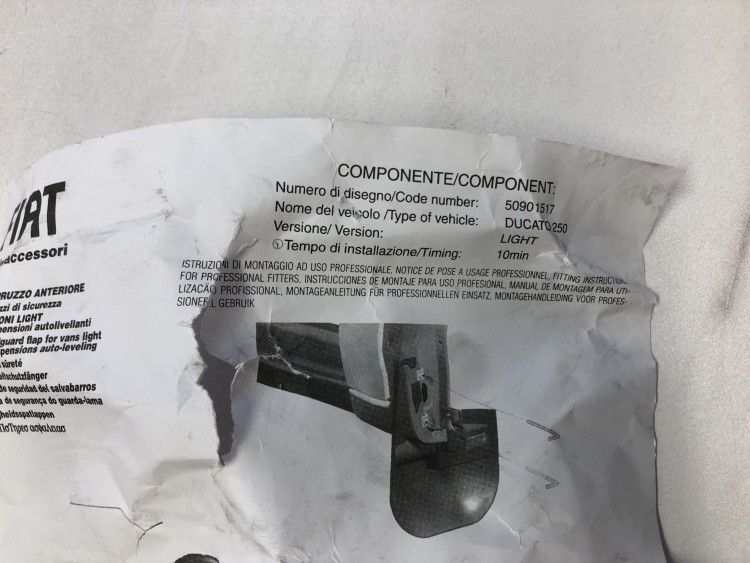 COMPONENTE/COMPONENT:
Numero di disegno/Code number: 50901517
Nome del veicolo /Type of vehicle: DUCATO 250
Versione/ Version: LIGHT
Tempo di installazione/Timing: 10min
ISTRUZIONI DI MONTAGGIO AD USO PROFESSIONALE, NOTICE DE POSE A USAGE PROFESSIONNEL, FITTING INSTRUCTION
FOR PROFESSIONAL FITTERS, INSTRUCCIONES DE MONTAJE PARA USO PROFESIONAL, MANUAL DE MONTAGEM PARA UTI-
LIZAÇÃO PROFISSIONAL, MONTAGEANLEITUNG FÜR PROFESSIONELLEN EINSATZ, MONTAGEHANDLEIDING VOOR PROFES-
SIONEEL GEBRUIK
FIAT
accessori
RUZZO ANTERIORE
zzi di sicurezza
ONI LIGHT
pensioni autolivellanti
guard flap for vans light
pensions auto-leveling
sûreté
de seguridad del salvabarros
a de segurança do guarda-lama
heidsspatlappen